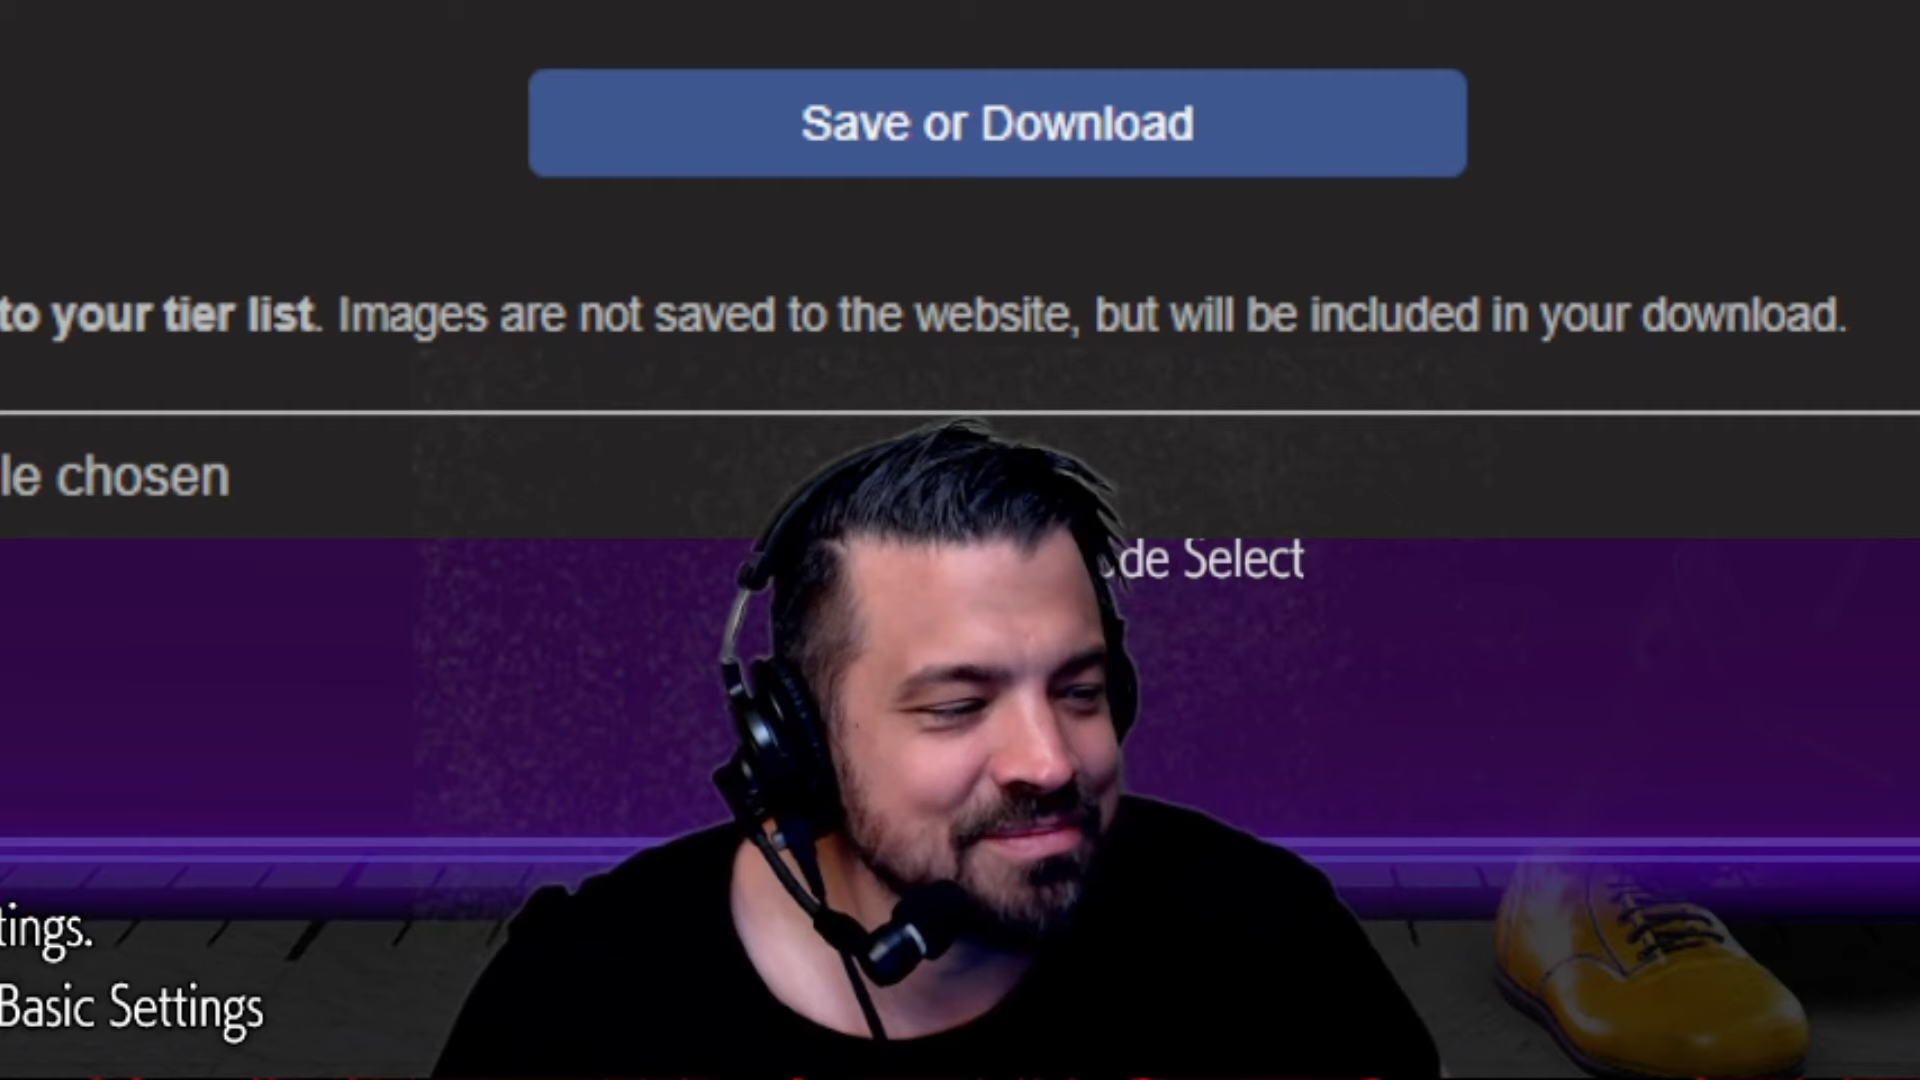 Save or Download
to your tier list. Images are not saved to the website, but will be included in your download.
le chosen
de Select
tings.
Basic Settings